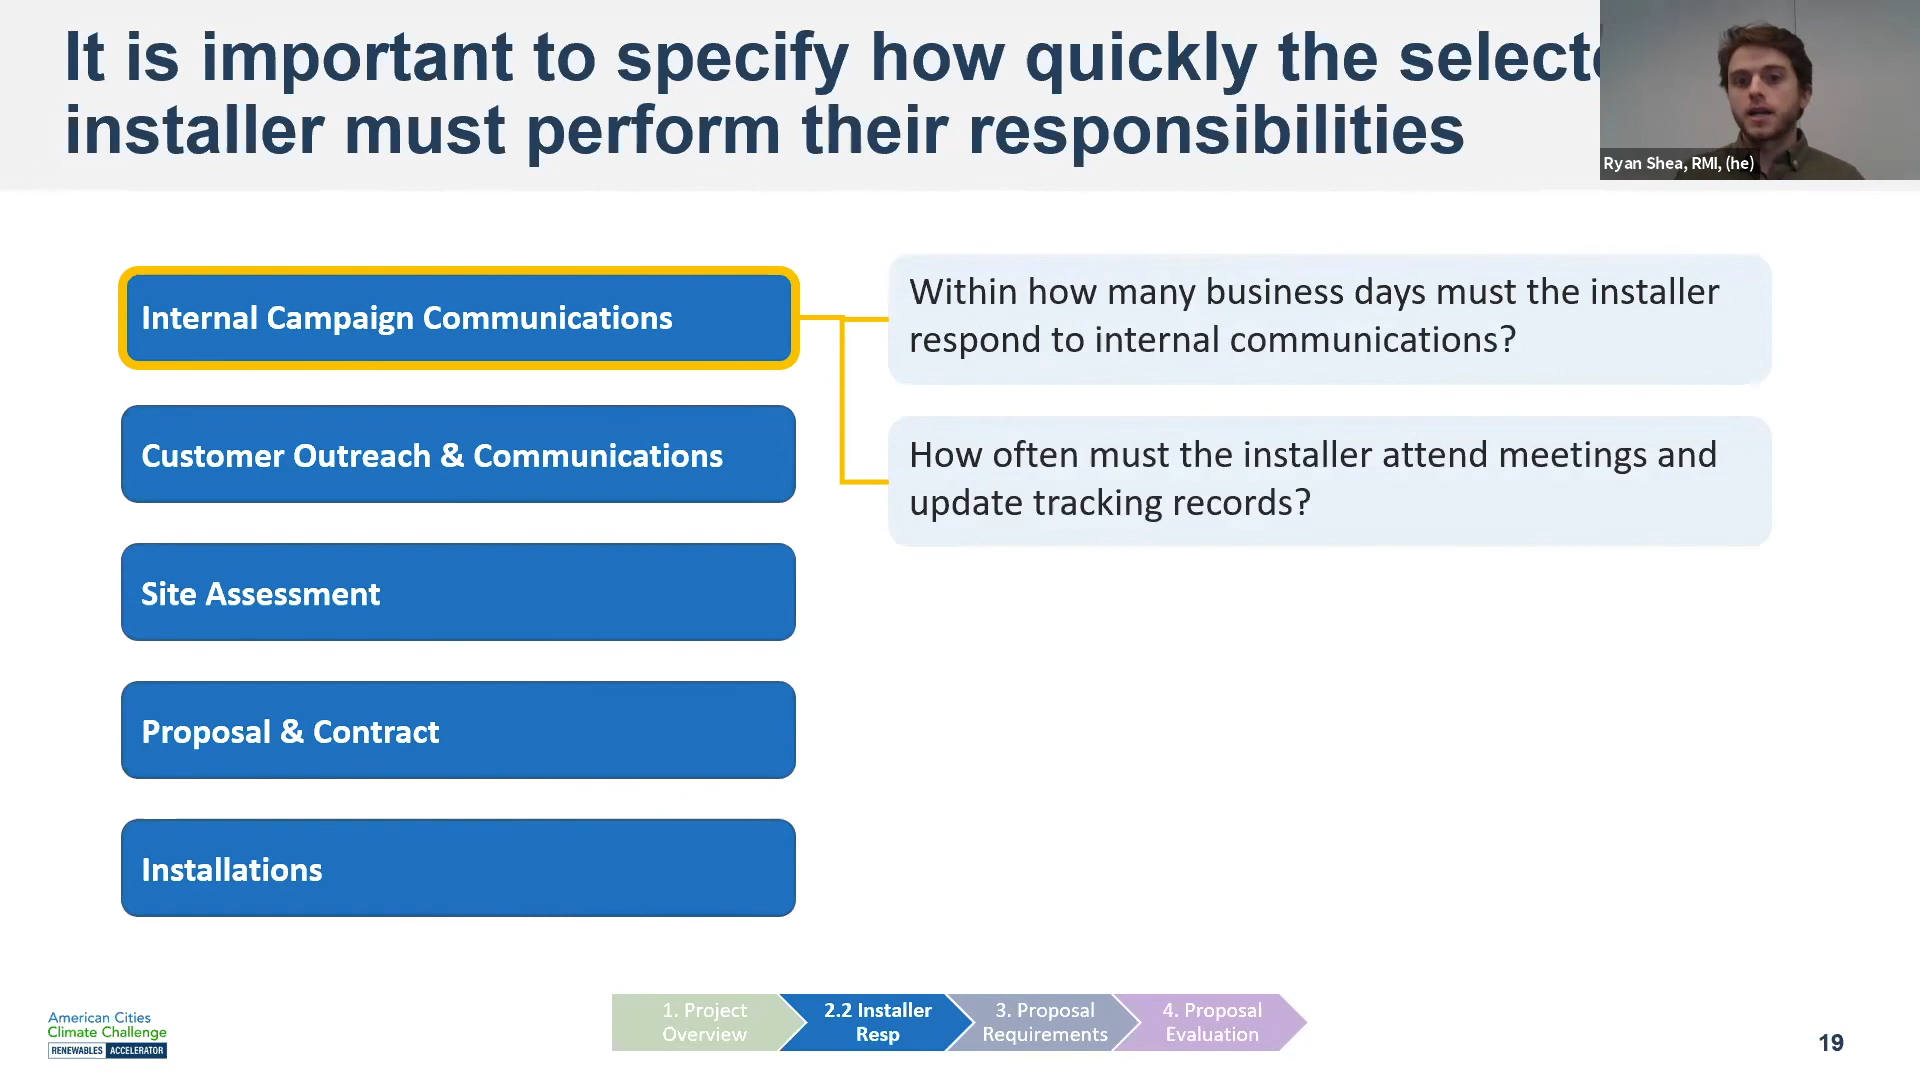 It is important to specify how quickly the
installer must perform their responsibilities
Ryan Shea, RMI, (he)
Internal Campaign Communications
Within how many business days must the installer
respond to internal communications?
How often must the installer attend meetings and
update tracking records?
Customer Outreach & Communications
Site Assessment
Proposal & Contract
Installations
American Cities
Climate Challenge
RENEWABLES ACCELERATOR
1. Project
Overview
2.2 Installer
Resp
3. Proposal
Requirements
4. Proposal
Evaluation
19